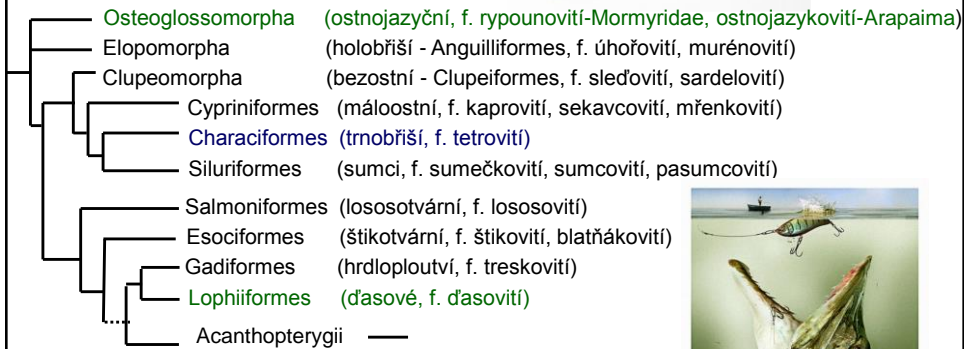 Osteoglossomorpha (ostnojazyční, f. rypounovití-Mormyridae, ostnojazykovití-Arapaima)
Elopomorpha (holobřiší - Anguilliformes, f. úhořovití, murénovití)
Clupeomorpha (bezostní - Clupeiformes, f. sleďovití, sardelovití)
Cypriniformes (máloostní, f. kaprovití, sekavcovití, mřenkovití)
Characiformes (trnobřiší, f. tetrovití)
Siluriformes (sumci, f. sumečkovití, sumcovití, pasumcovití)
Salmoniformes (lososotvární, f. lososovití)
Esociformes (štikotvární, f. štikovití, blatňákovití)
Gadiformes (hrdloploutví, f. treskovití)
Lophiiformes (ďasové, f. ďasovití)
Acanthopterygii